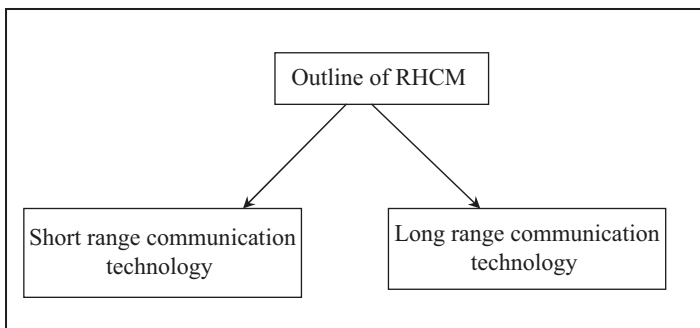 Outline of RHCM
Short range communication
technology
Long range communication
technology